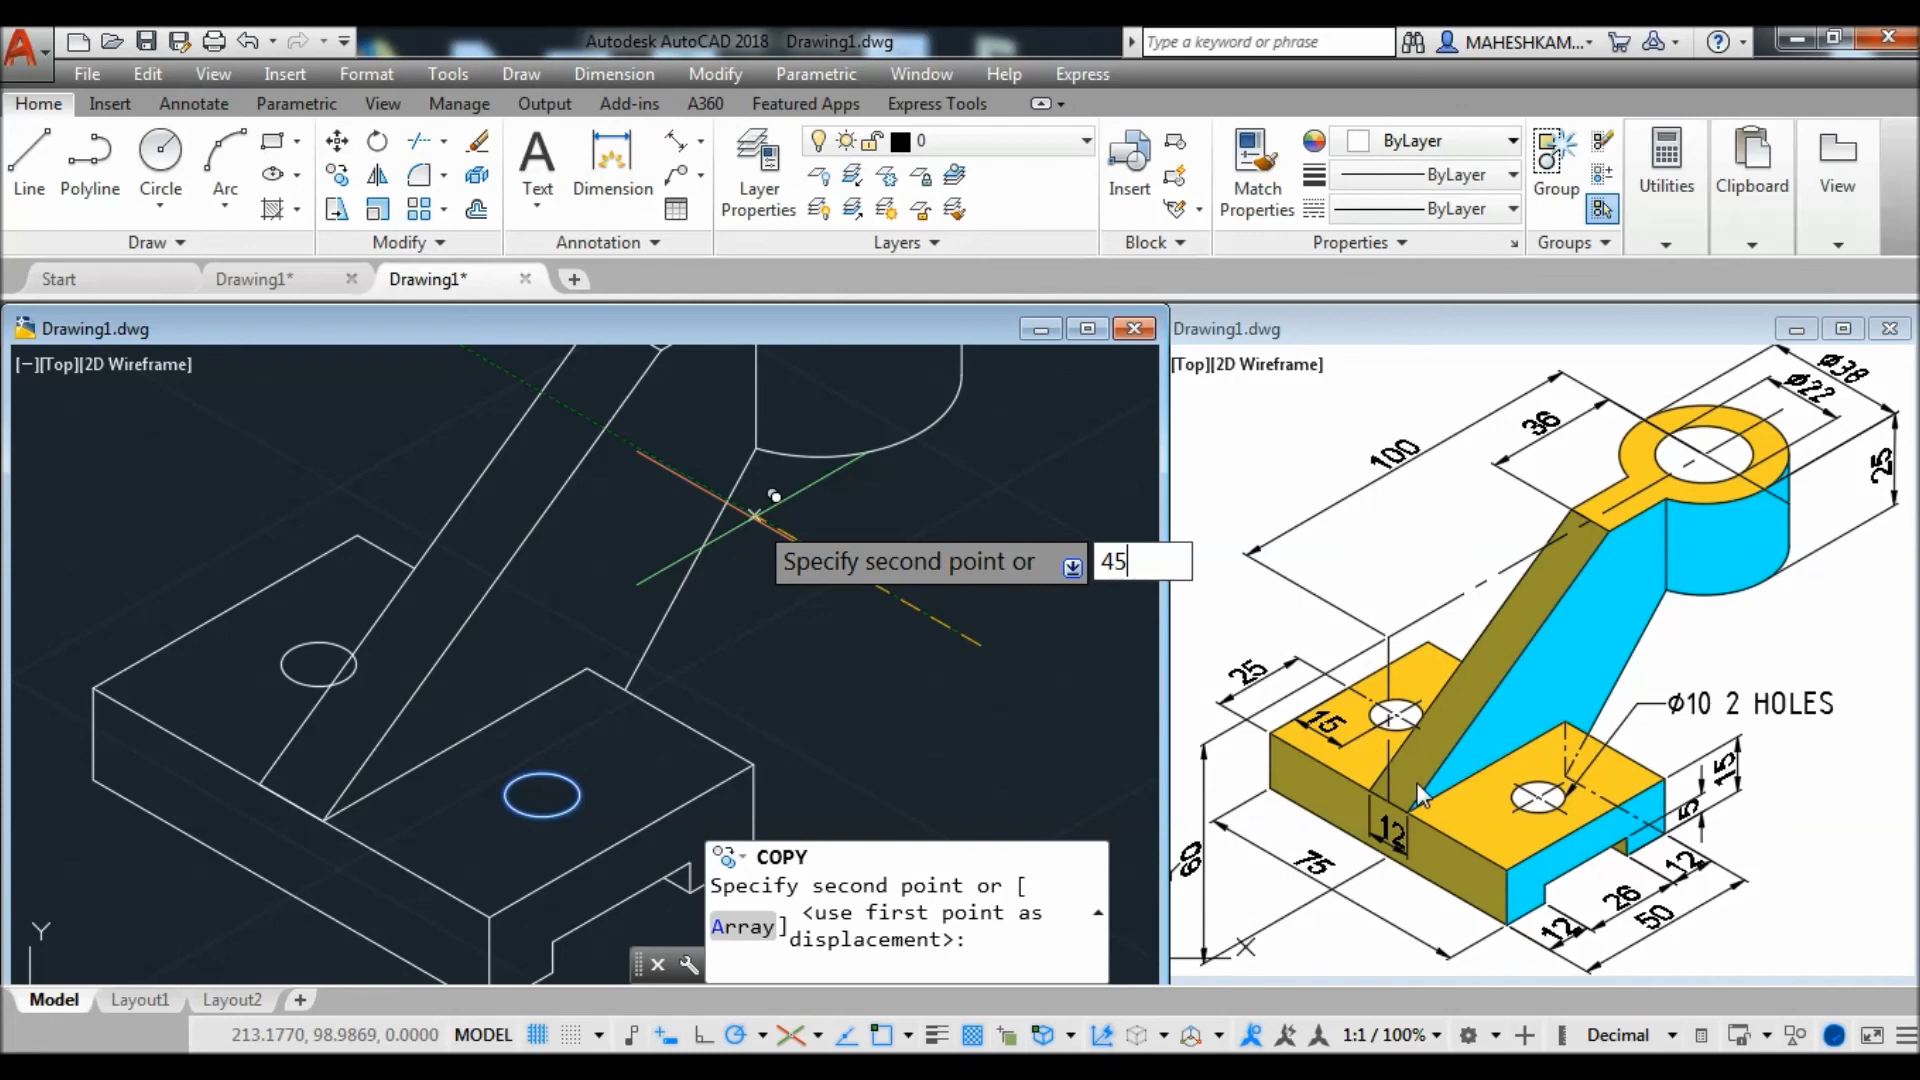 Autodesk AutoCAD 2018 Drawing1.dwg
Type a keyword or phrase
MAHESHKAM...
File Edit View Insert Format Tools Draw Dimension Modify Parametric Window Help Express
Home Insert Annotate Parametric View Manage Output Add-ins A360 Featured Apps Express Tools
0
ByLayer
ByLayer
ByLayer
Line Polyline Circle Arc
Text Dimension
Layer Properties
Insert
Match Properties
Group
Utilities Clipboard View
Draw Modify Annotation Layers Block Properties Groups
Start Drawing1* Drawing1*
Drawing1.dwg
[−][Top][2D Wireframe]
Specify second point or 45
COPY
Specify second point or [
Array] <use first point as
displacement>:
Y
Drawing1.dwg
[Top][2D Wireframe]
Ø38
Ø22
36
100
25
25
15
Ø10 2 HOLES
15
5
12
12
60
75
26
12
50
X
Model Layout1 Layout2
213.1770, 98.9869, 0.0000 MODEL
1:1 / 100% Decimal